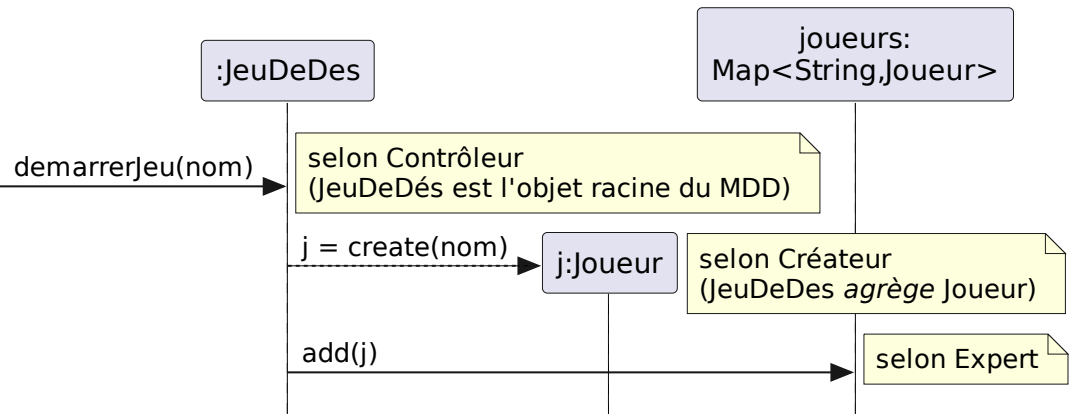 :JeuDeDes
joueurs:
Map<String,Joueur>
demarrerJeu(nom)
selon Contrôleur
(JeuDeDés est l'objet racine du MDD)
j = create(nom)
j:Joueur
selon Créateur
(JeuDeDes agrège Joueur)
add(j)
selon Expert